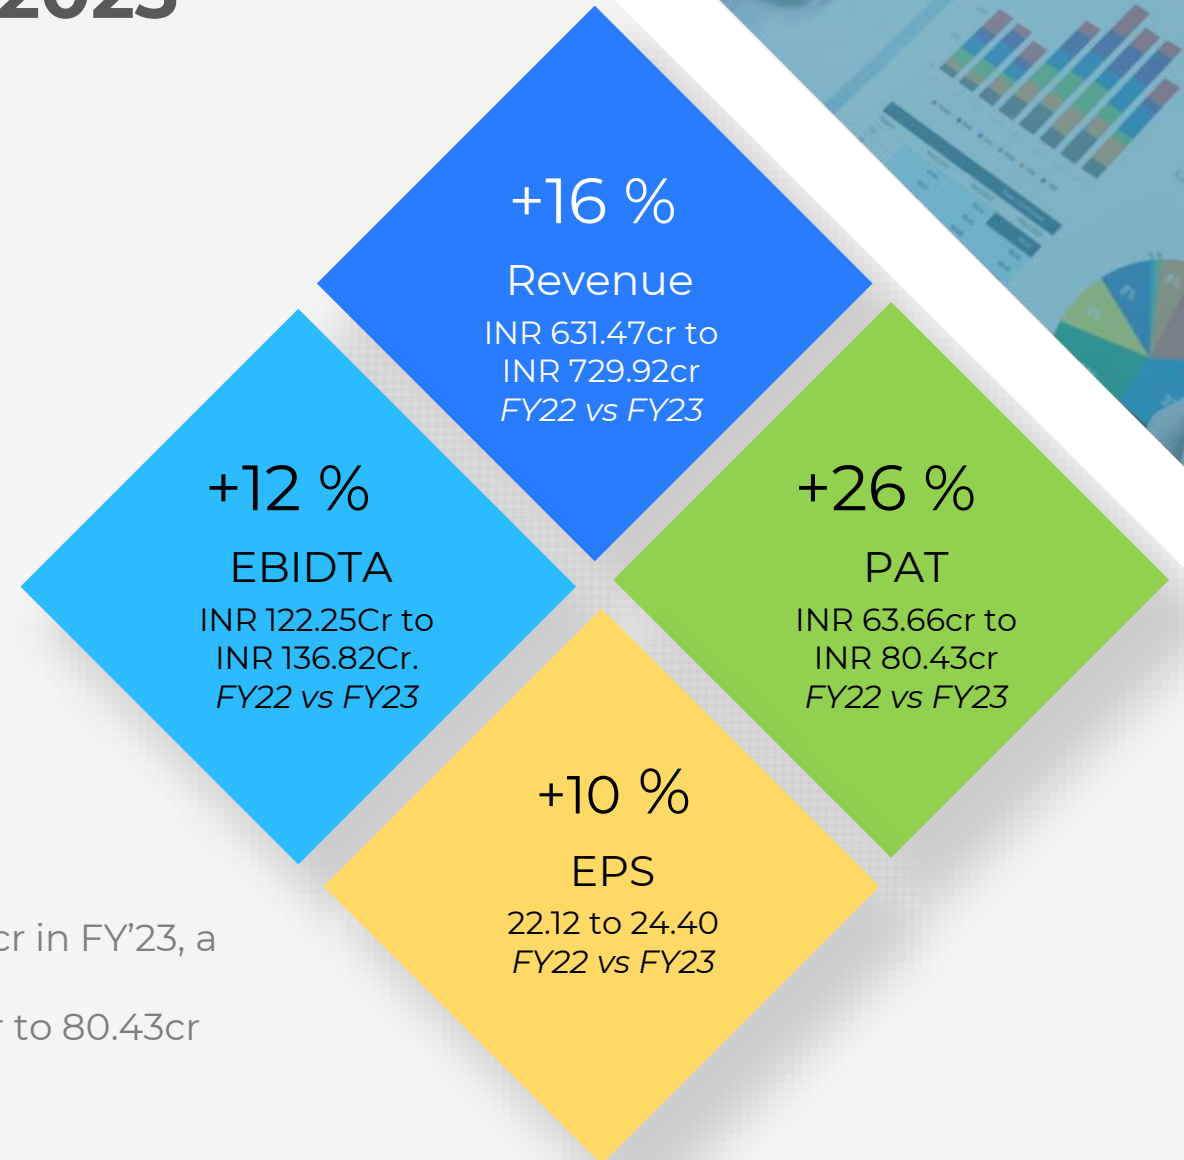 2023
+16 %
Revenue
INR 631.47cr to
INR 729.92cr
FY22 vs FY23
+12 %
EBIDTA
INR 122.25Cr to
INR 136.82Cr.
FY22 vs FY23
+26 %
PAT
INR 63.66cr to
INR 80.43cr
FY22 vs FY23
+10 %
EPS
22.12 to 24.40
FY22 vs FY23
cr in FY'23, a
to 80.43cr